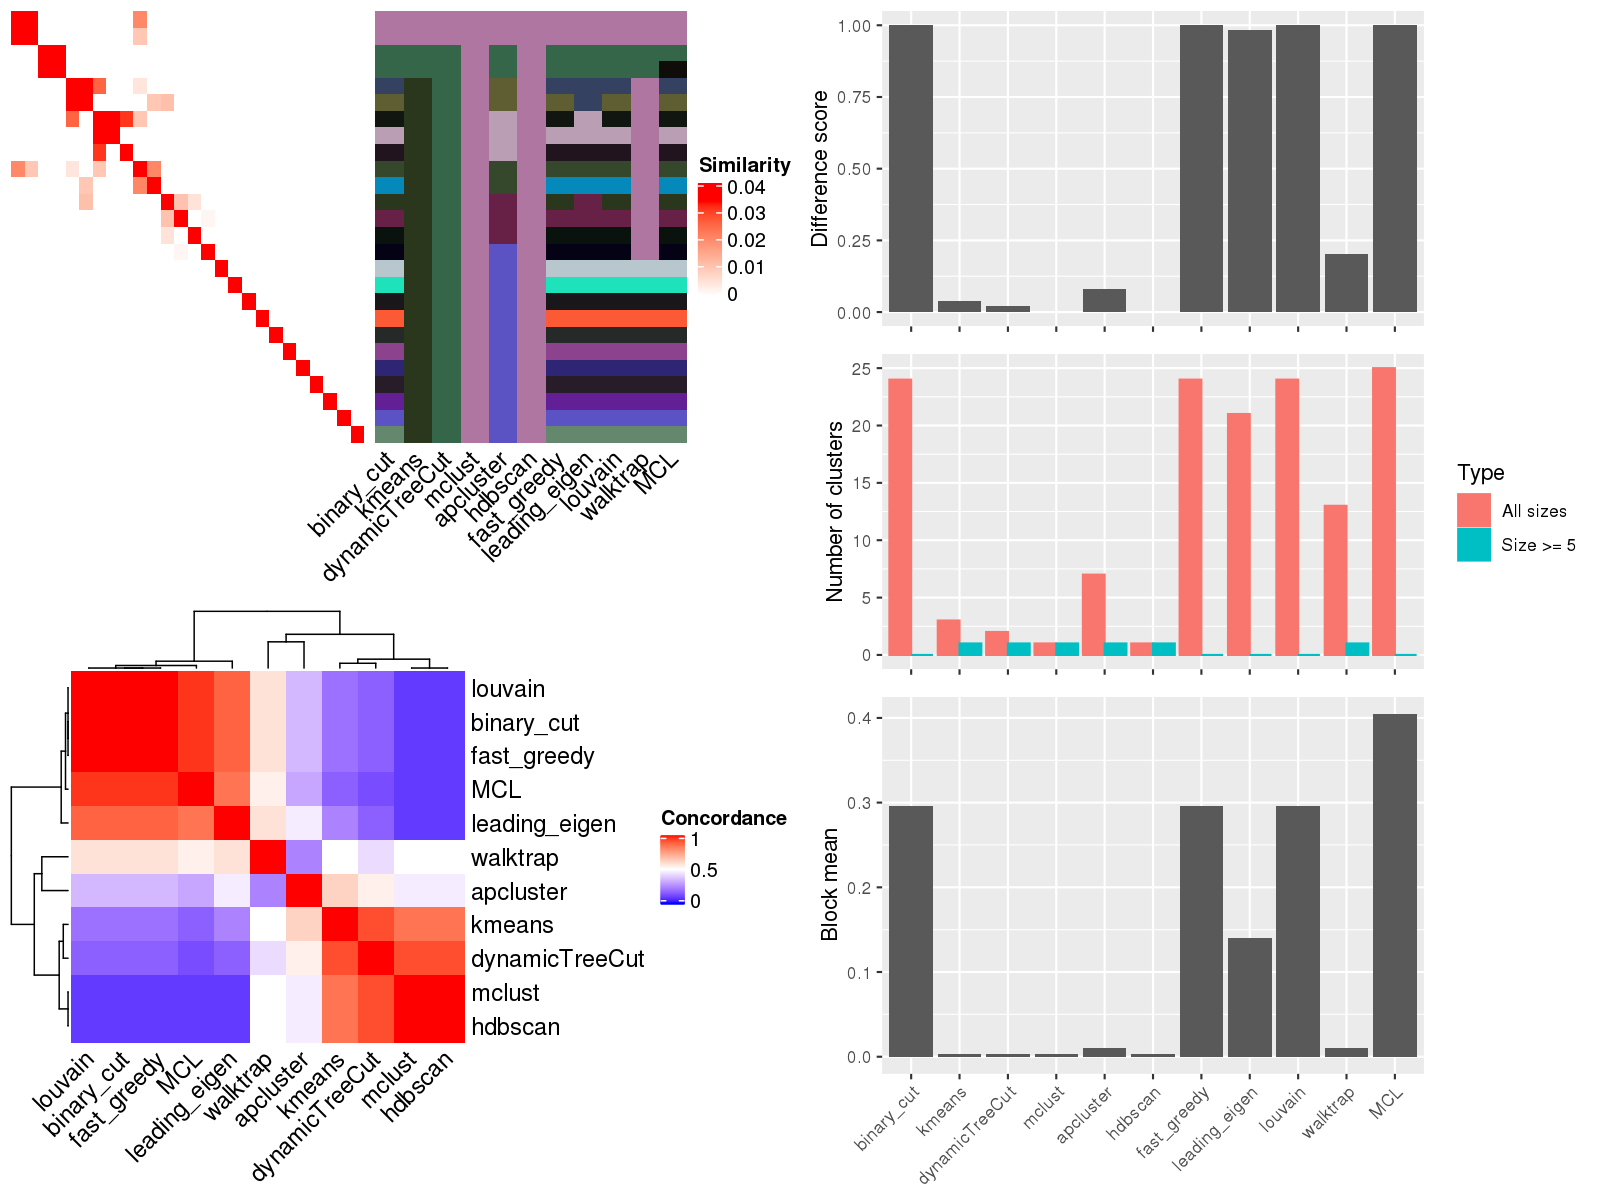 Similarity
0.04
0.03
0.02
0.01
0
binary_cut
kmeans
dynamicTreeCut
mclust
apcluster
hdbscan
fast_greedy
leading_eigen
louvain
walktrap
MCL
louvain
binary_cut
fast_greedy
MCL
leading_eigen
walktrap
apcluster
kmeans
dynamicTreeCut
mclust
hdbscan
Concordance
1
0.5
0
louvain
binary_cut
fast_greedy
MCL
leading_eigen
walktrap
apcluster
kmeans
dynamicTreeCut
mclust
hdbscan
Difference score
1.00
0.75
0.50
0.25
0.00
Number of clusters
25
20
15
10
5
0
Type
All sizes
Size >= 5
Block mean
0.4
0.3
0.2
0.1
0.0
binary_cut
kmeans
dynamicTreeCut
mclust
apcluster
hdbscan
fast_greedy
leading_eigen
louvain
walktrap
MCL